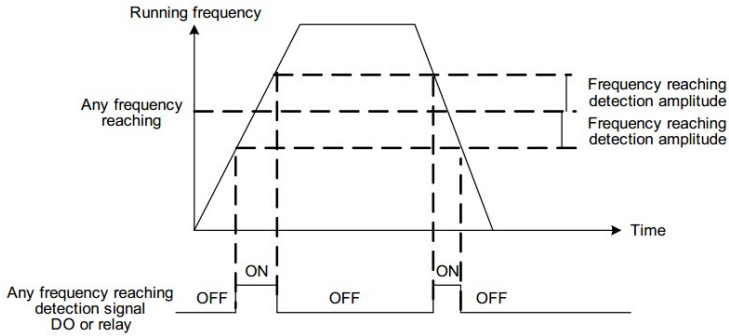 Running frequency
Any frequency
reaching
Frequency reaching
detection amplitude
Frequency reaching
detection amplitude
Time
ON
ON
OFF
OFF
OFF
Any frequency reaching
detection signal
DO or relay